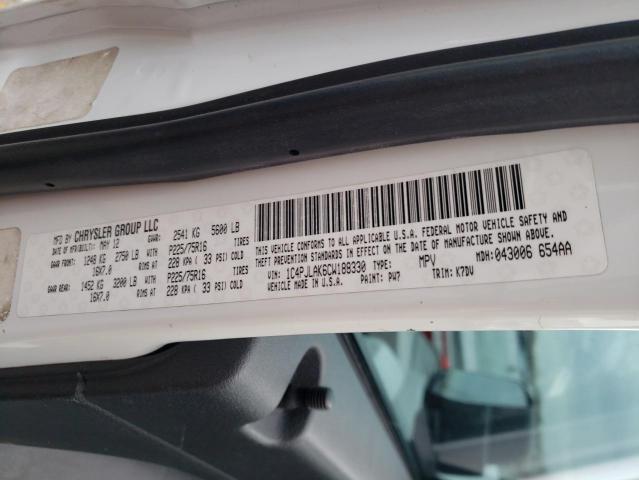 MFD BY CHRYSLER GROUP LLC
DATE OF MFR/BUILT: MAY 12 GVWR: 2541 KG 5600 LB
GAWR FRONT: 1248 KG 2750 LB P225/75R16 TIRES
16X7.0 RIMS AT 228 KPA ( 33 PSI) COLD
GAWR REAR: 1452 KG 3200 LB P225/75R16 TIRES
16X7.0 RIMS AT 228 KPA ( 33 PSI) COLD
THIS VEHICLE CONFORMS TO ALL APPLICABLE U.S.A. FEDERAL MOTOR VEHICLE SAFETY AND
THEFT PREVENTION STANDARDS IN EFFECT ON THE DATE OF MANUFACTURE SHOWN ABOVE.
VIN: 1C4PJLAK6CW188330 TYPE: MPV MDH: 043006 654AA
VEHICLE MADE IN U.S.A. PAINT: PW7 TRIM: K7DV